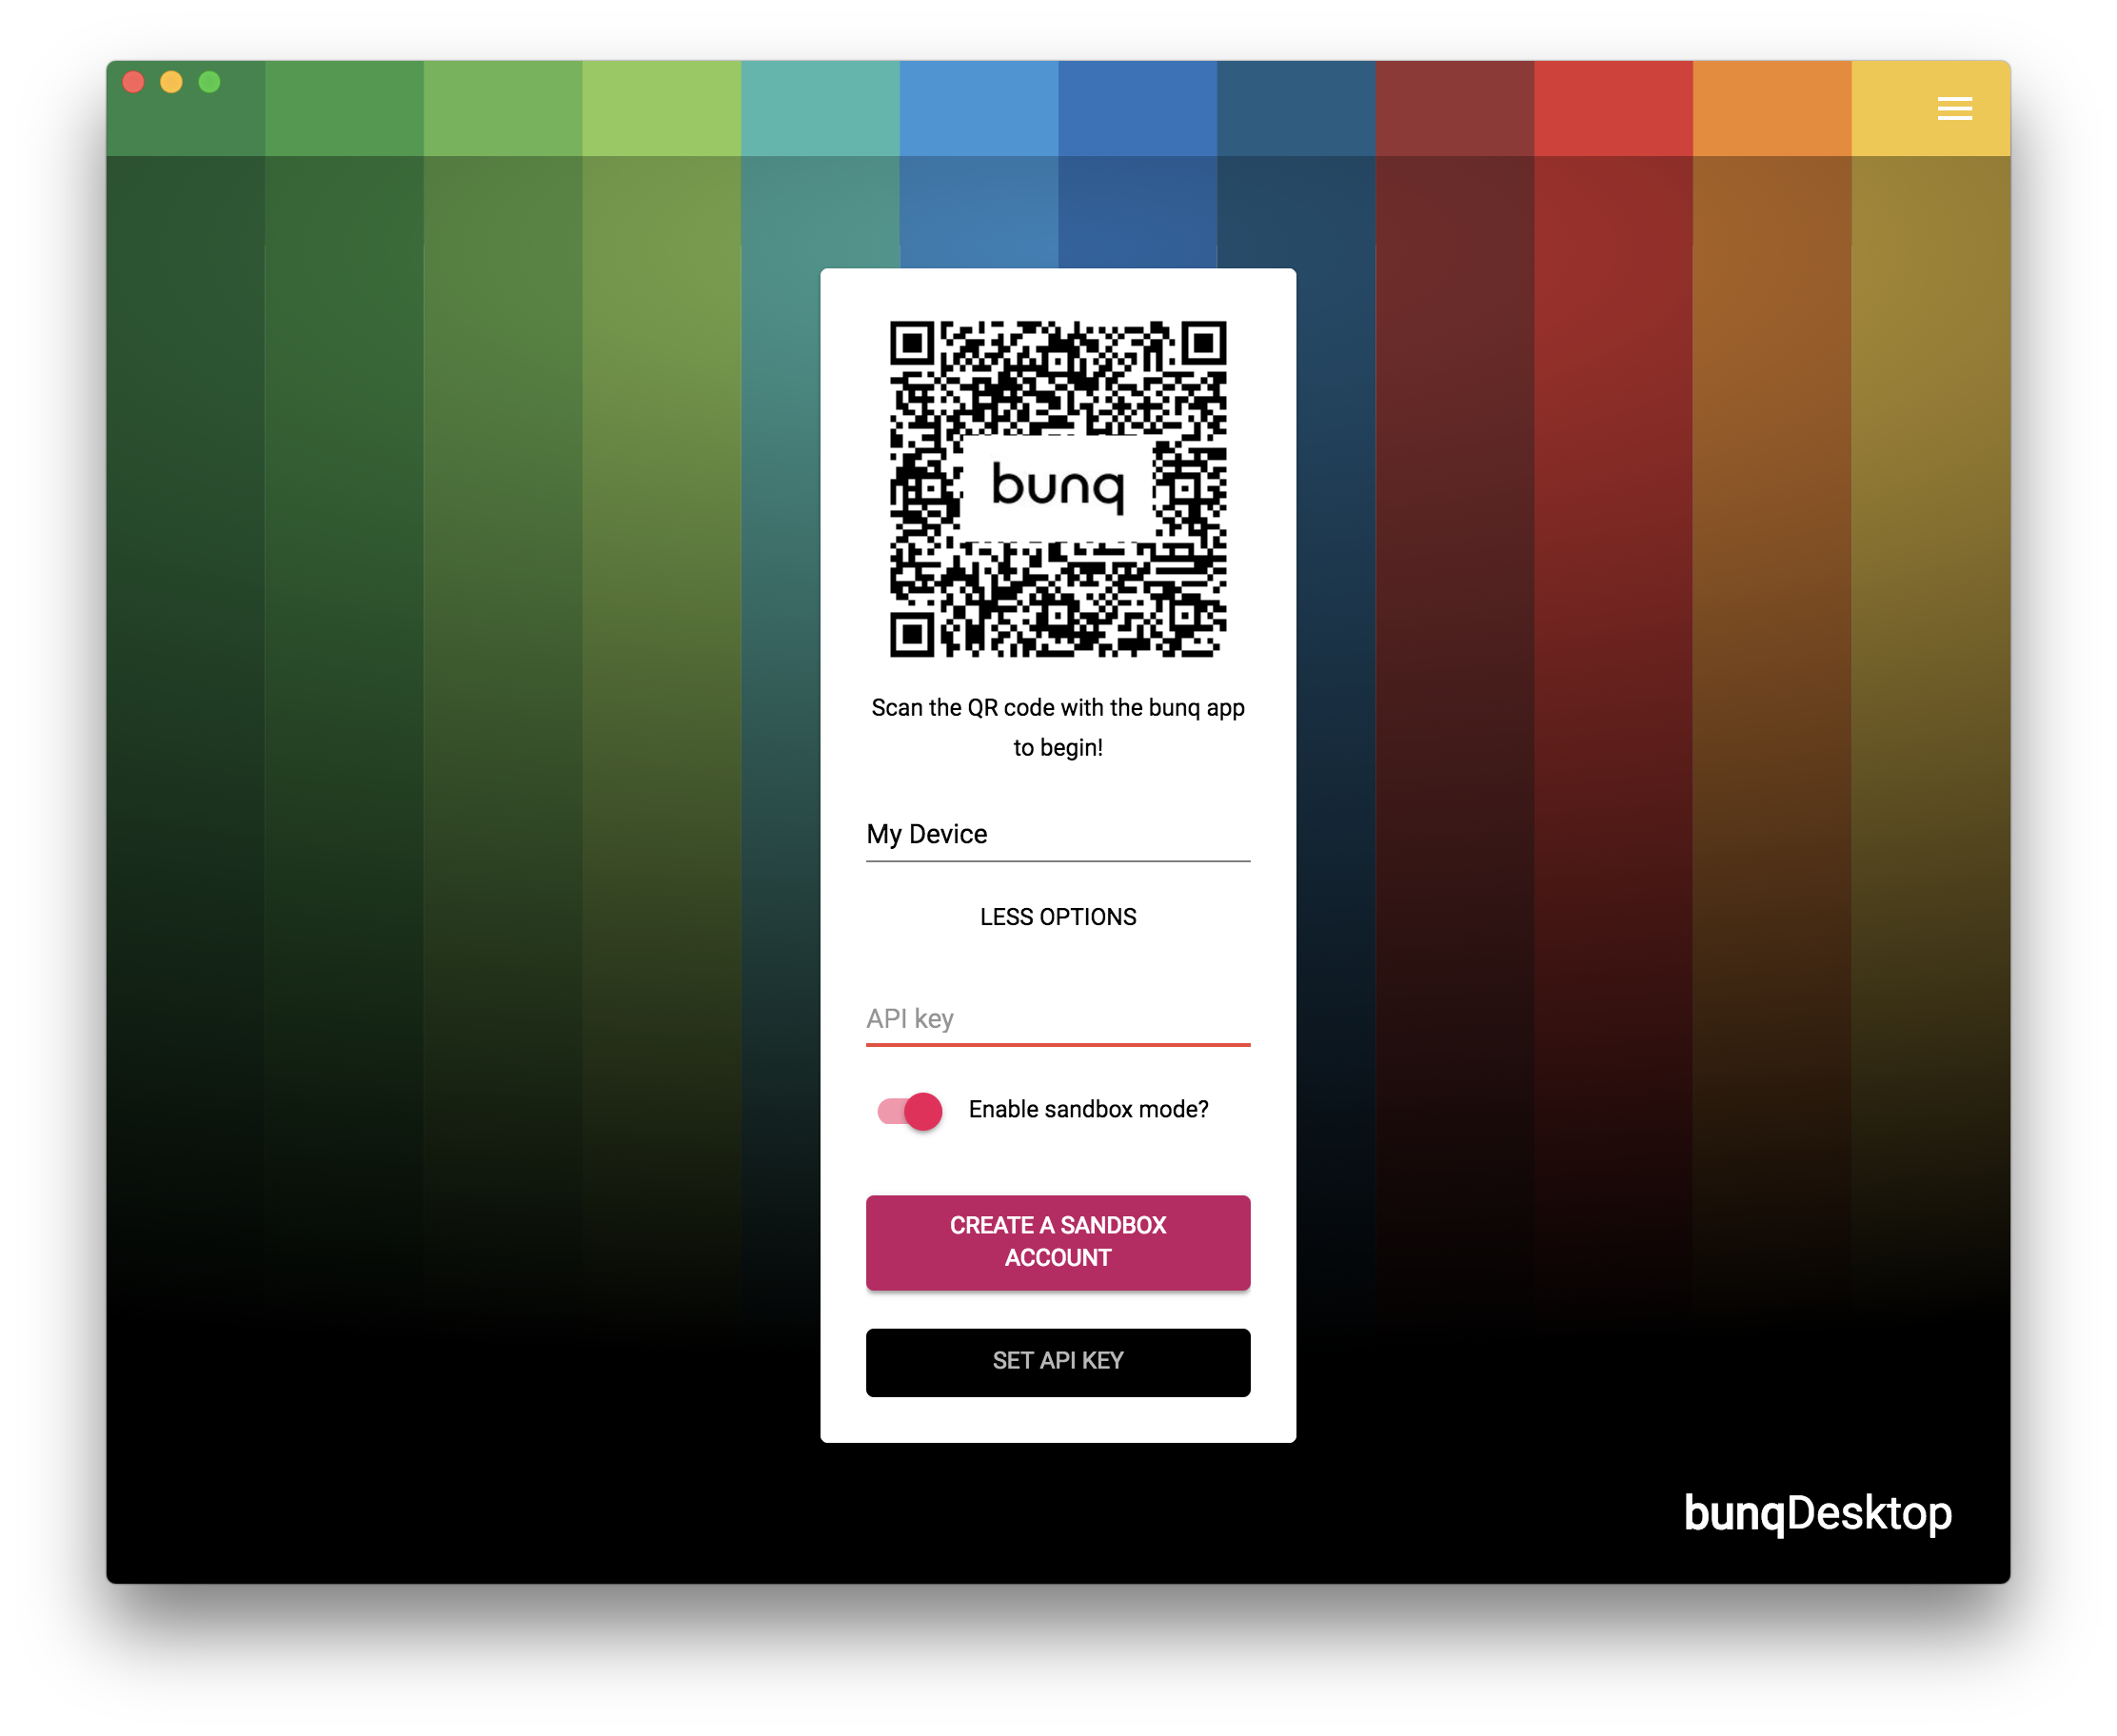 bunq
Scan the QR code with the bunq app
to begin!
My Device
LESS OPTIONS
API key
Enable sandbox mode?
CREATE A SANDBOX
ACCOUNT
SET API KEY
bunqDesktop